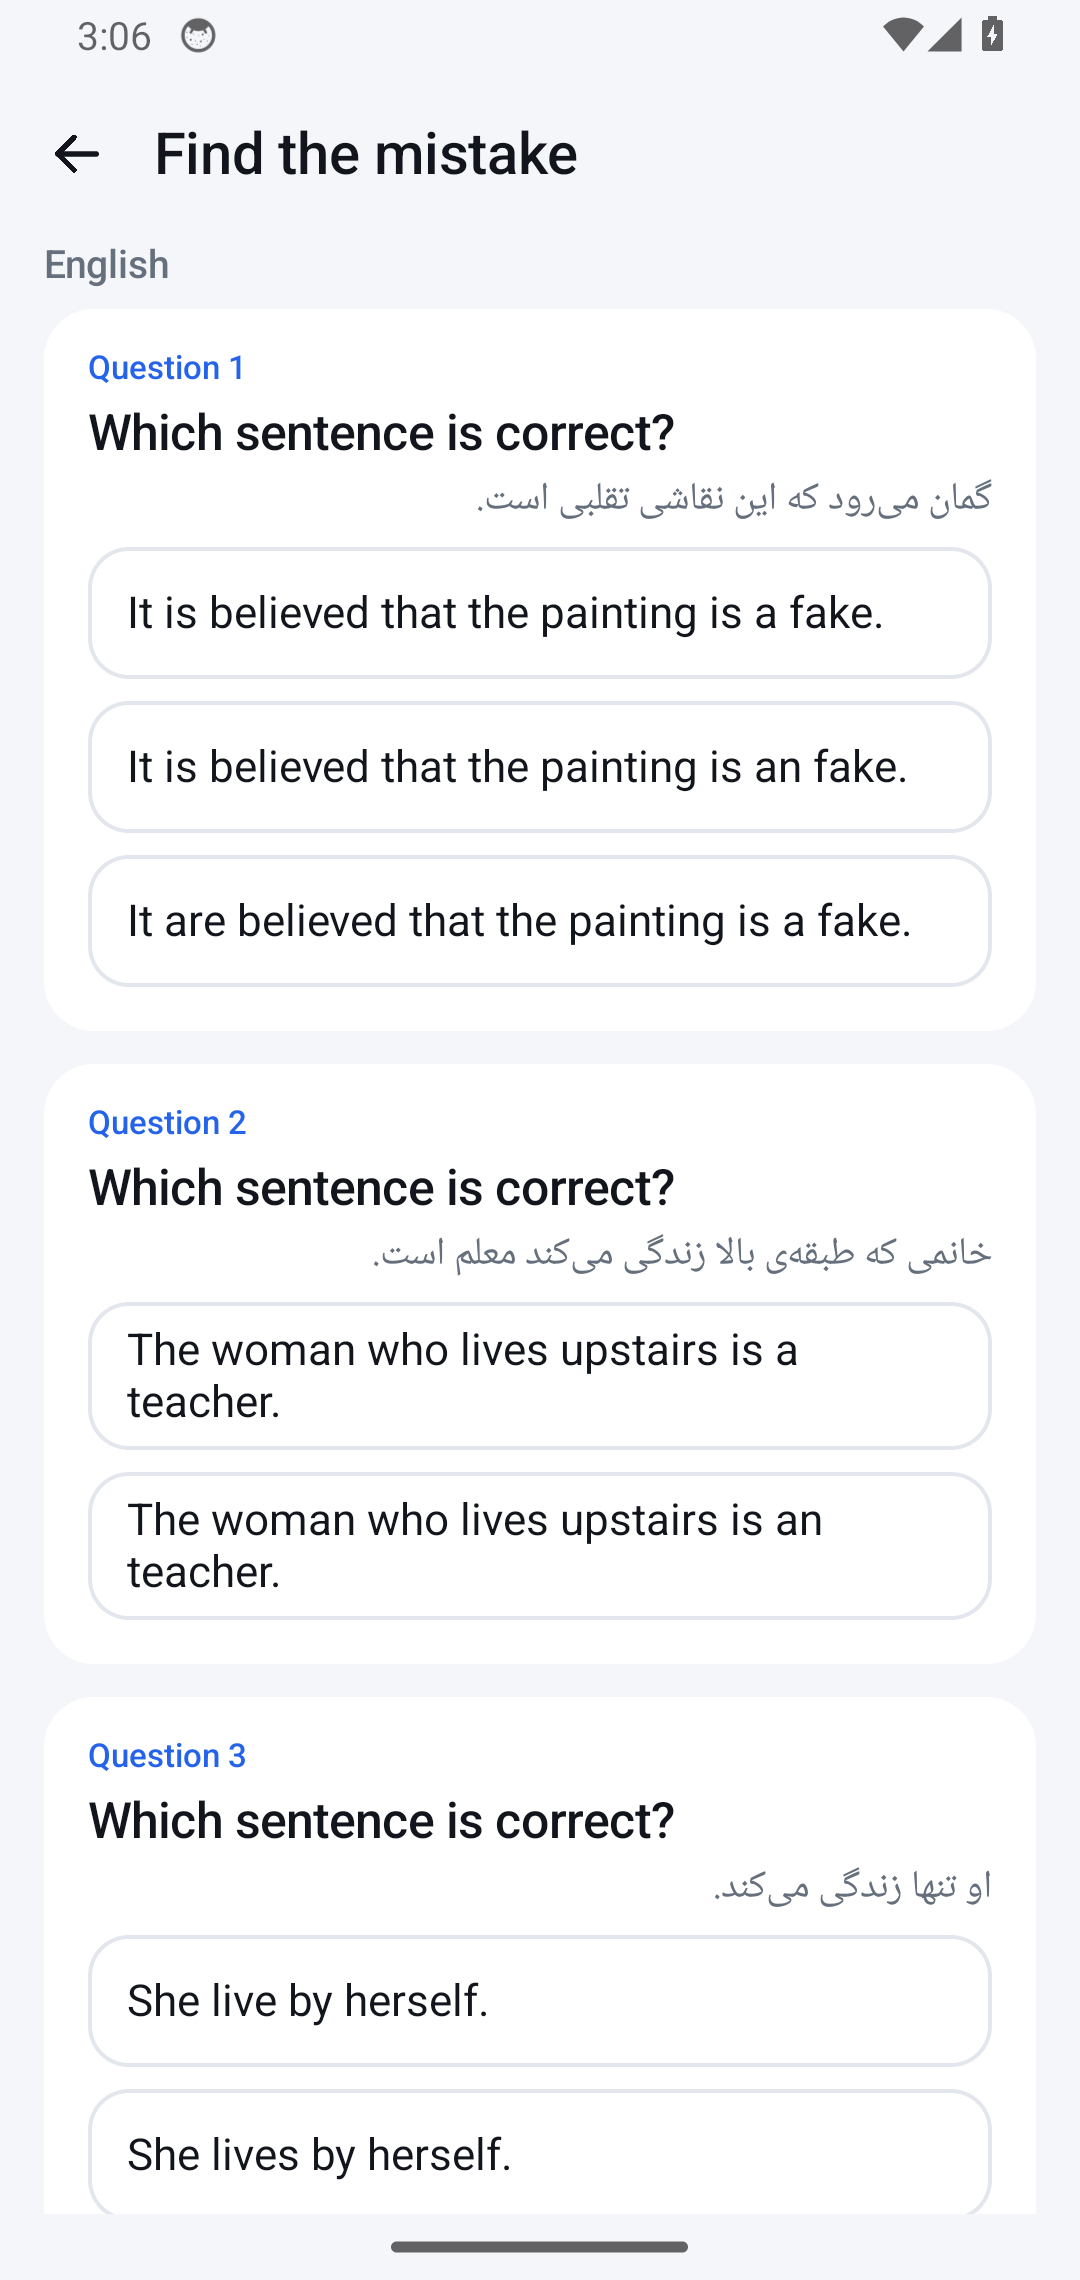 3:06
Find the mistake
English
Question 1
Which sentence is correct?
گمان می‌رود که این نقاشی تقلبی است.
It is believed that the painting is a fake.
It is believed that the painting is an fake.
It are believed that the painting is a fake.
Question 2
Which sentence is correct?
خانمی که طبقه‌ی بالا زندگی می‌کند معلم است.
The woman who lives upstairs is a
teacher.
The woman who lives upstairs is an
teacher.
Question 3
Which sentence is correct?
او تنها زندگی می‌کند.
She live by herself.
She lives by herself.